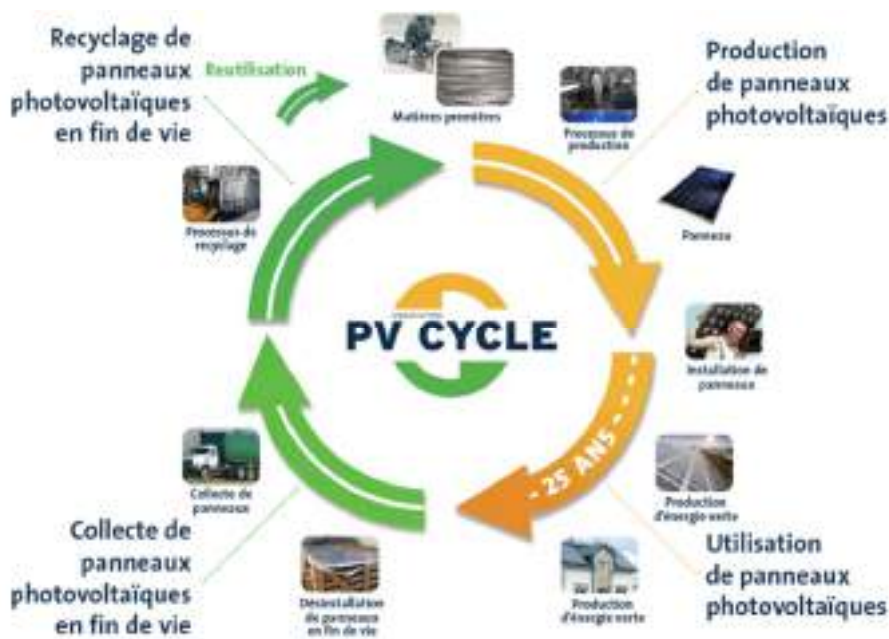 Recyclage de
panneaux
photovoltaïques
en fin de vie
Réutilisation
Matières premières
Processus de
production
Production
de panneaux
photovoltaïques
Panneau
Installation de
panneaux
Production
d'énergie verte
- 25 ANS -
Utilisation
de panneaux
photovoltaïques
Production
d'énergie verte
Désinstallation
de panneaux
en fin de vie
Collecte de
panneaux
Collecte de
panneaux
photovoltaïques
en fin de vie
Processus de
recyclage
PV CYCLE